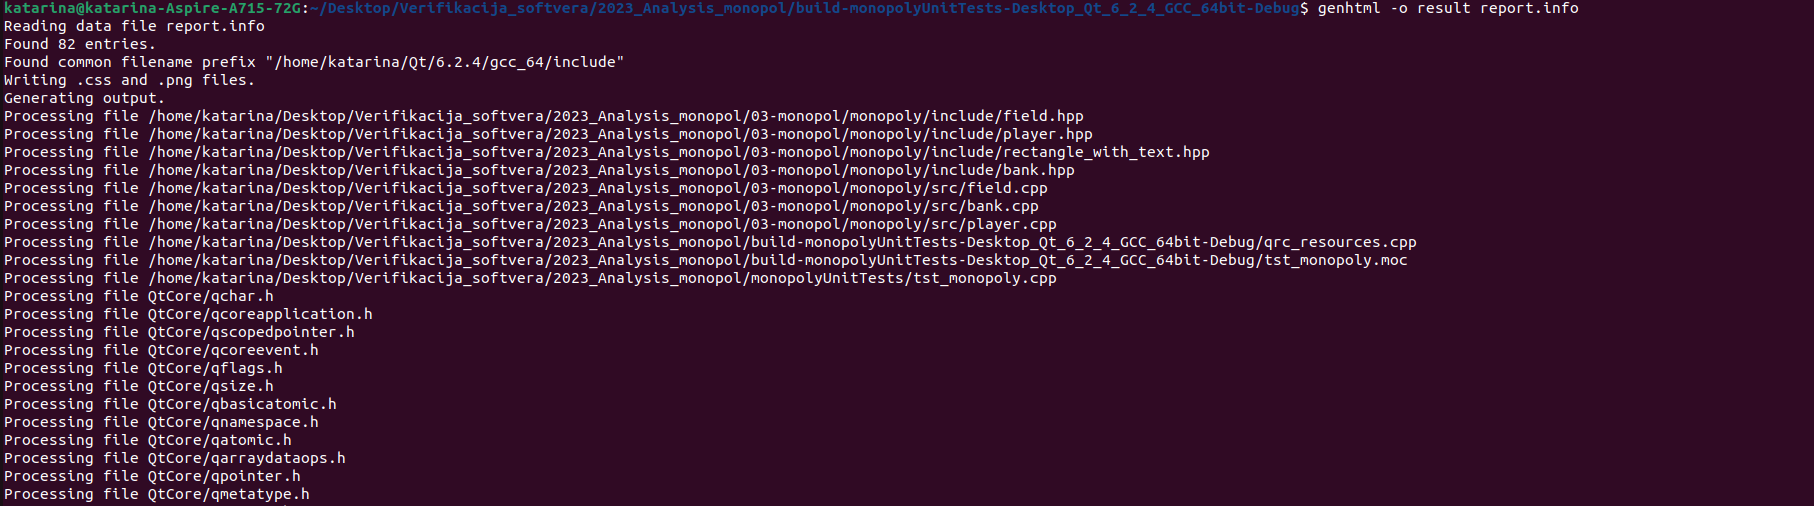 katarina@katarina-Aspire-A715-72G:~/Desktop/Verifikacija_softvera/2023_Analysis_monopol/build-monopolyUnitTests-Desktop_Qt_6_2_4_GCC_64bit-Debug$ genhtml -o result report.info
Reading data file report.info
Found 82 entries.
Found common filename prefix "/home/katarina/Qt/6.2.4/gcc_64/include"
Writing .css and .png files.
Generating output.
Processing file /home/katarina/Desktop/Verifikacija_softvera/2023_Analysis_monopol/03-monopol/monopoly/include/field.hpp
Processing file /home/katarina/Desktop/Verifikacija_softvera/2023_Analysis_monopol/03-monopol/monopoly/include/player.hpp
Processing file /home/katarina/Desktop/Verifikacija_softvera/2023_Analysis_monopol/03-monopol/monopoly/include/rectangle_with_text.hpp
Processing file /home/katarina/Desktop/Verifikacija_softvera/2023_Analysis_monopol/03-monopol/monopoly/include/bank.hpp
Processing file /home/katarina/Desktop/Verifikacija_softvera/2023_Analysis_monopol/03-monopol/monopoly/src/field.cpp
Processing file /home/katarina/Desktop/Verifikacija_softvera/2023_Analysis_monopol/03-monopol/monopoly/src/bank.cpp
Processing file /home/katarina/Desktop/Verifikacija_softvera/2023_Analysis_monopol/03-monopol/monopoly/src/player.cpp
Processing file /home/katarina/Desktop/Verifikacija_softvera/2023_Analysis_monopol/build-monopolyUnitTests-Desktop_Qt_6_2_4_GCC_64bit-Debug/qrc_resources.cpp
Processing file /home/katarina/Desktop/Verifikacija_softvera/2023_Analysis_monopol/build-monopolyUnitTests-Desktop_Qt_6_2_4_GCC_64bit-Debug/tst_monopoly.moc
Processing file /home/katarina/Desktop/Verifikacija_softvera/2023_Analysis_monopol/monopolyUnitTests/tst_monopoly.cpp
Processing file QtCore/qchar.h
Processing file QtCore/qcoreapplication.h
Processing file QtCore/qscopedpointer.h
Processing file QtCore/qcoreevent.h
Processing file QtCore/qflags.h
Processing file QtCore/qsize.h
Processing file QtCore/qbasicatomic.h
Processing file QtCore/qnamespace.h
Processing file QtCore/qatomic.h
Processing file QtCore/qarraydataops.h
Processing file QtCore/qpointer.h
Processing file QtCore/qmetatype.h